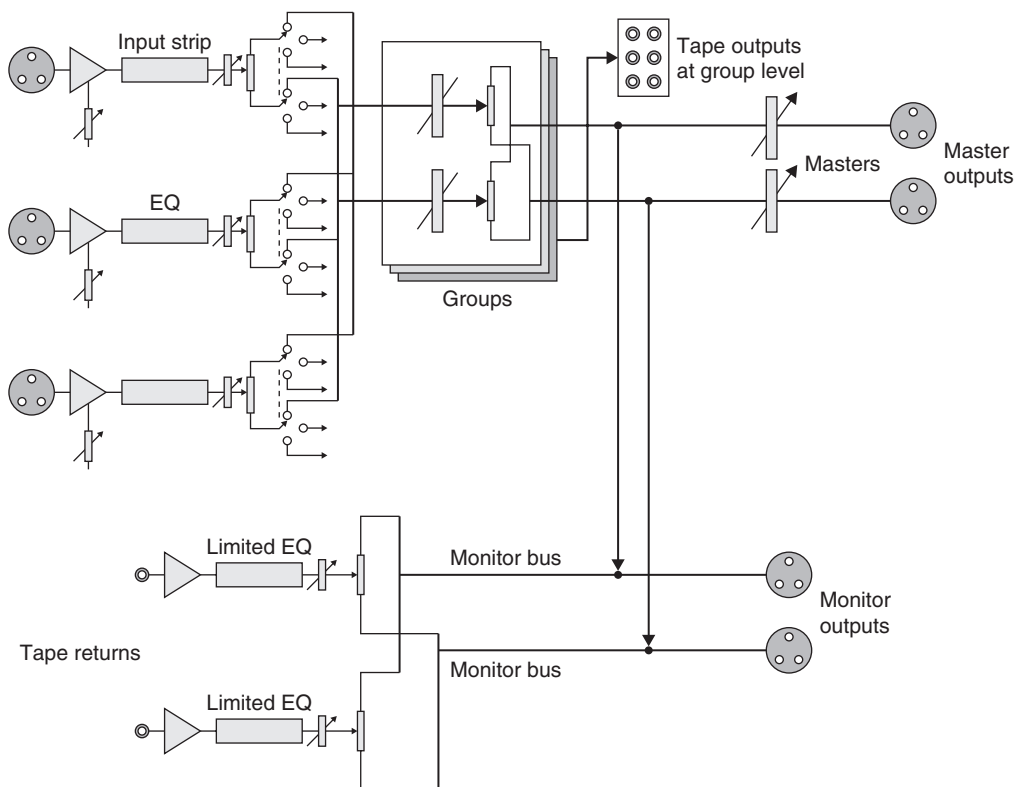 Input strip
Tape outputs
at group level
Masters
Master
outputs
EQ
Groups
Limited EQ
Monitor bus
Monitor
outputs
Tape returns
Monitor bus
Limited EQ